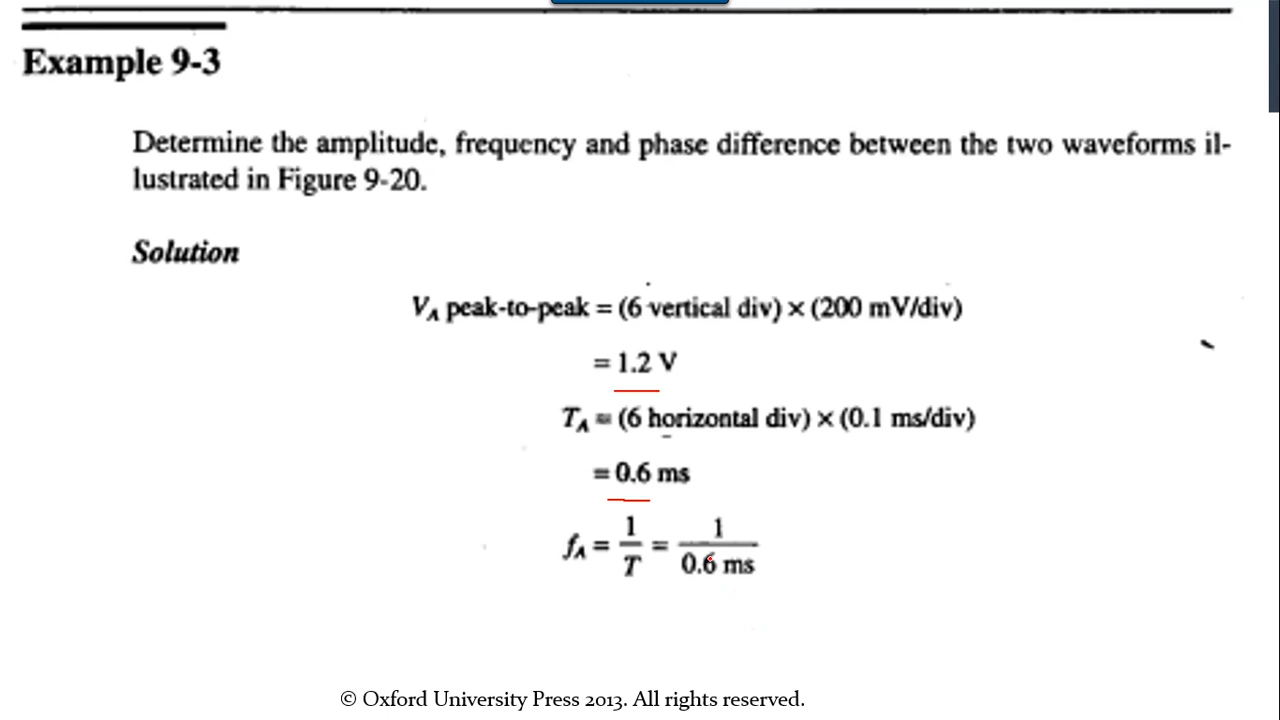 Example 9-3
Determine the amplitude, frequency and phase difference between the two waveforms il-
lustrated in Figure 9-20.
Solution
V_A peak-to-peak = (6 vertical div) × (200 mV/div)
= 1.2 V
T_A = (6 horizontal div) × (0.1 ms/div)
= 0.6 ms
f_A = 1/T = 1/0.6 ms
© Oxford University Press 2013. All rights reserved.